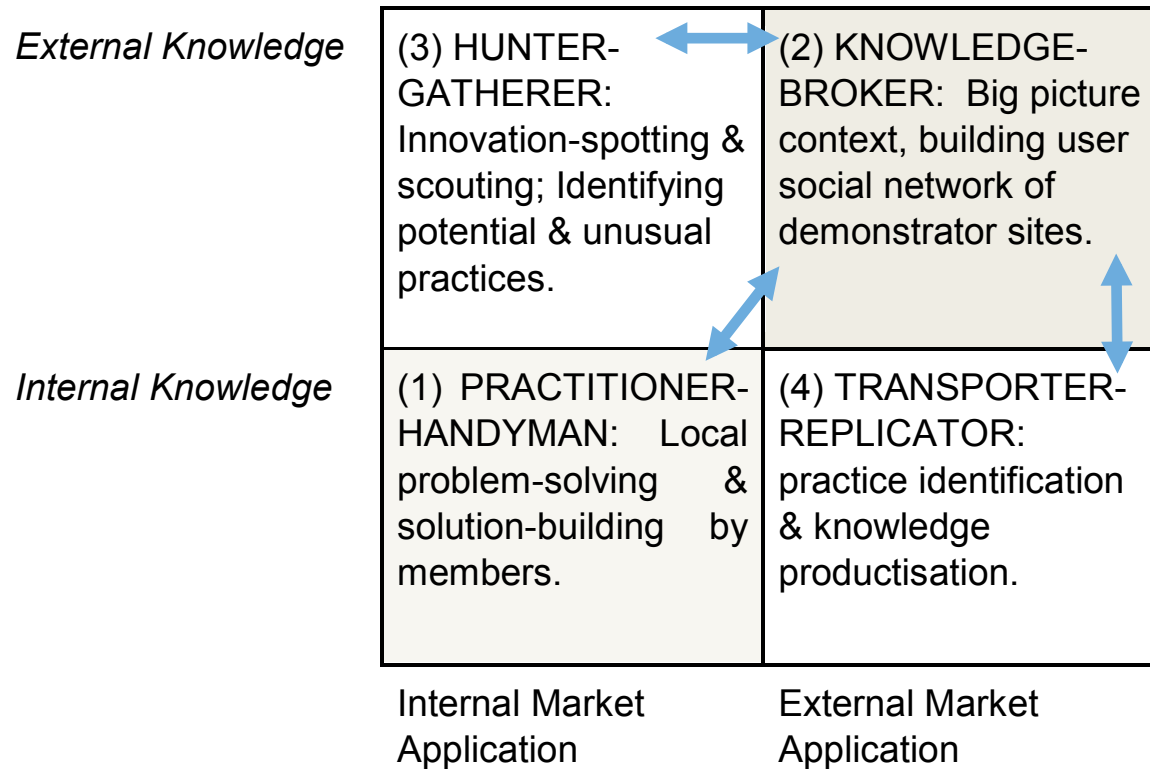 External Knowledge
(3) HUNTER-
GATHERER:
Innovation-spotting &
scouting; Identifying
potential & unusual
practices.
(2) KNOWLEDGE-
BROKER: Big picture
context, building user
social network of
demonstrator sites.
Internal Knowledge
(1) PRACTITIONER-
HANDYMAN: Local
problem-solving &
solution-building by
members.
(4) TRANSPORTER-
REPLICATOR:
practice identification
& knowledge
productisation.
Internal Market
Application
External Market
Application